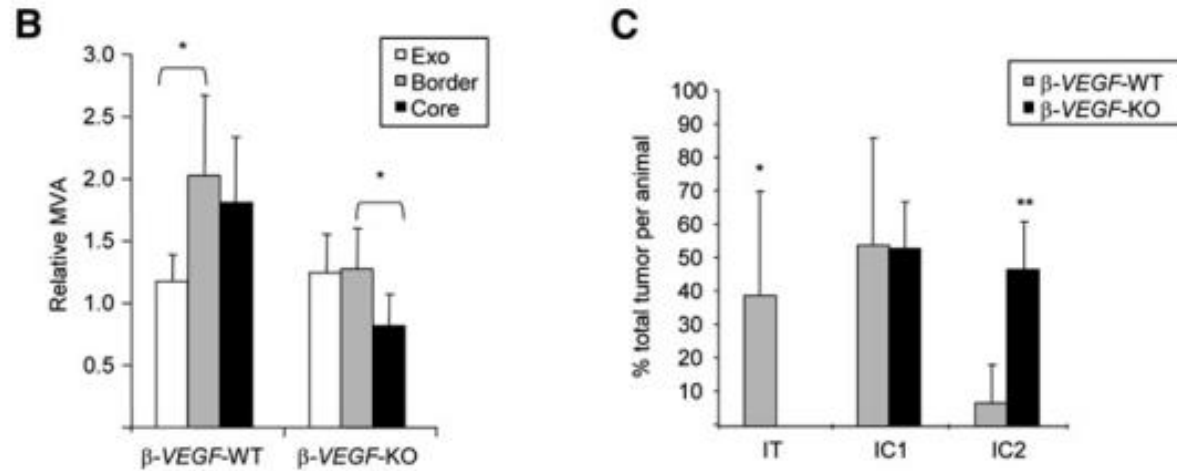 B
*
*
Exo
Border
Core
3.0
2.5
2.0
1.5
1.0
0.5
Relative MVA
β-VEGF-WT
β-VEGF-KO
C
β-VEGF-WT
β-VEGF-KO
100
90
80
70
60
50
40
30
20
10
% total tumor per animal
*
**
IT
IC1
IC2